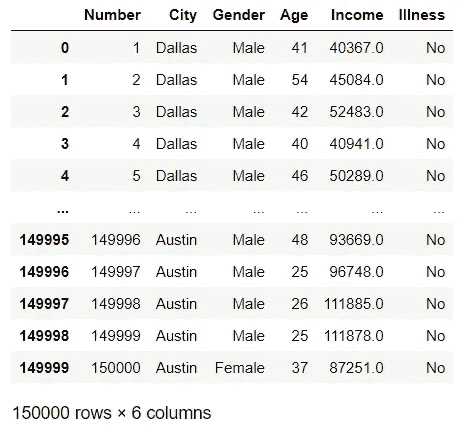 Number City Gender Age Income Illness
0 1 Dallas Male 41 40367.0 No
1 2 Dallas Male 54 45084.0 No
2 3 Dallas Male 42 52483.0 No
3 4 Dallas Male 40 40941.0 No
4 5 Dallas Male 46 50289.0 No
... ... ... ... ... ... ...
149995 149996 Austin Male 48 93669.0 No
149996 149997 Austin Male 25 96748.0 No
149997 149998 Austin Male 26 111885.0 No
149998 149999 Austin Male 25 111878.0 No
149999 150000 Austin Female 37 87251.0 No
150000 rows × 6 columns